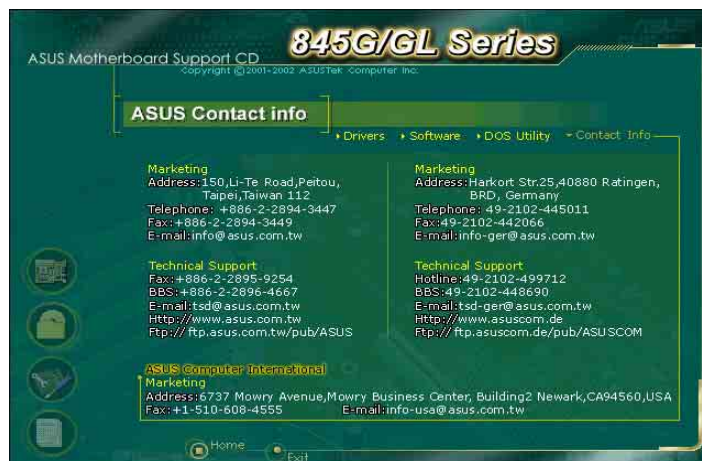 ASUS Motherboard Support CD
845G/GL Series
Copyright ©2001-2002 ASUSTek Computer Inc.
ASUS Contact info
Drivers Software DOS Utility Contact Info
Marketing
Address:150,Li-Te Road,Peitou,
Taipei,Taiwan 112
Telephone: +886-2-2894-3447
Fax:+886-2-2894-3449
E-mail:info@asus.com.tw
Technical Support
Fax:+886-2-2895-9254
BBS:+886-2-2896-4667
E-mail:tsd@asus.com.tw
Http://www.asus.com.tw
Ftp://ftp.asus.com.tw/pub/ASUS
Marketing
Address:Harkort Str.25,40880 Ratingen,
BRD, Germany
Telephone: 49-2102-445011
Fax:49-2102-442066
E-mail:info-ger@asus.com.tw
Technical Support
Hotline:49-2102-499712
BBS:49-2102-448690
E-mail:tsd-ger@asus.com.tw
Http://www.asuscom.de
Ftp://ftp.asuscom.de/pub/ASUSCOM
ASUS Computer International
Marketing
Address:6737 Mowry Avenue,Mowry Business Center, Building2 Newark,CA94560,USA
Fax:+1-510-608-4555 E-mail:info-usa@asus.com.tw
Home
Exit